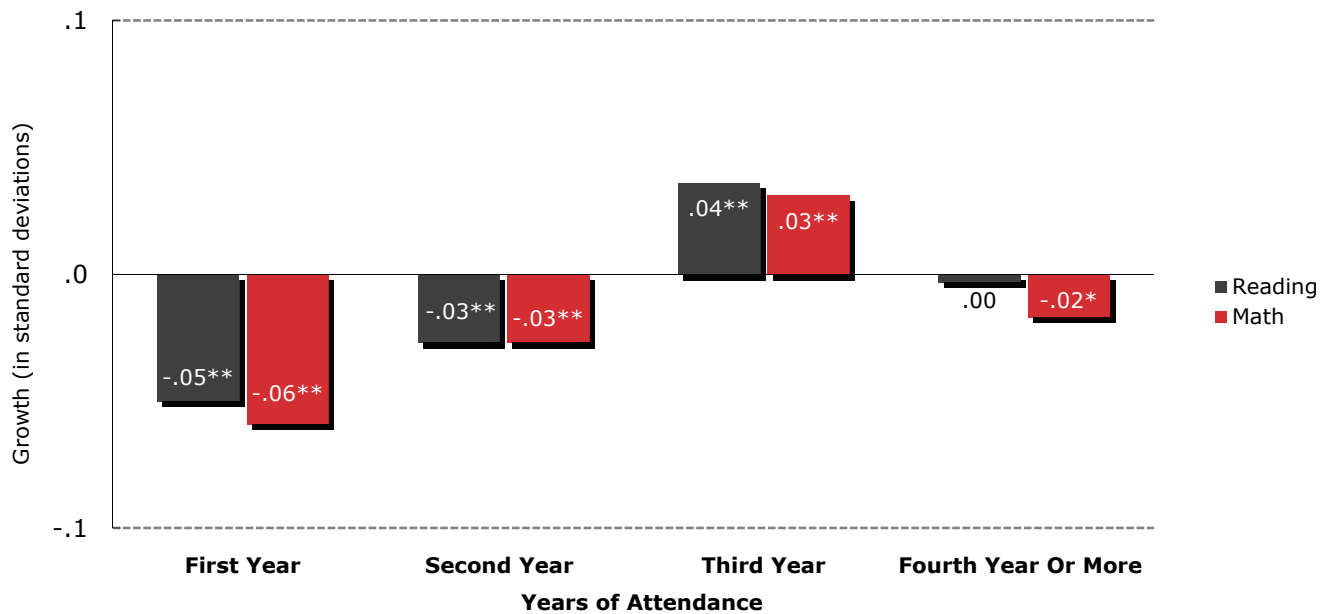 .1
Growth (in standard deviations)
.04**
.03**
.0
-.05**
-.06**
-.03**
-.03**
.00
-.02*
Reading
Math
-.1
First Year
Second Year
Third Year
Fourth Year Or More
Years of Attendance